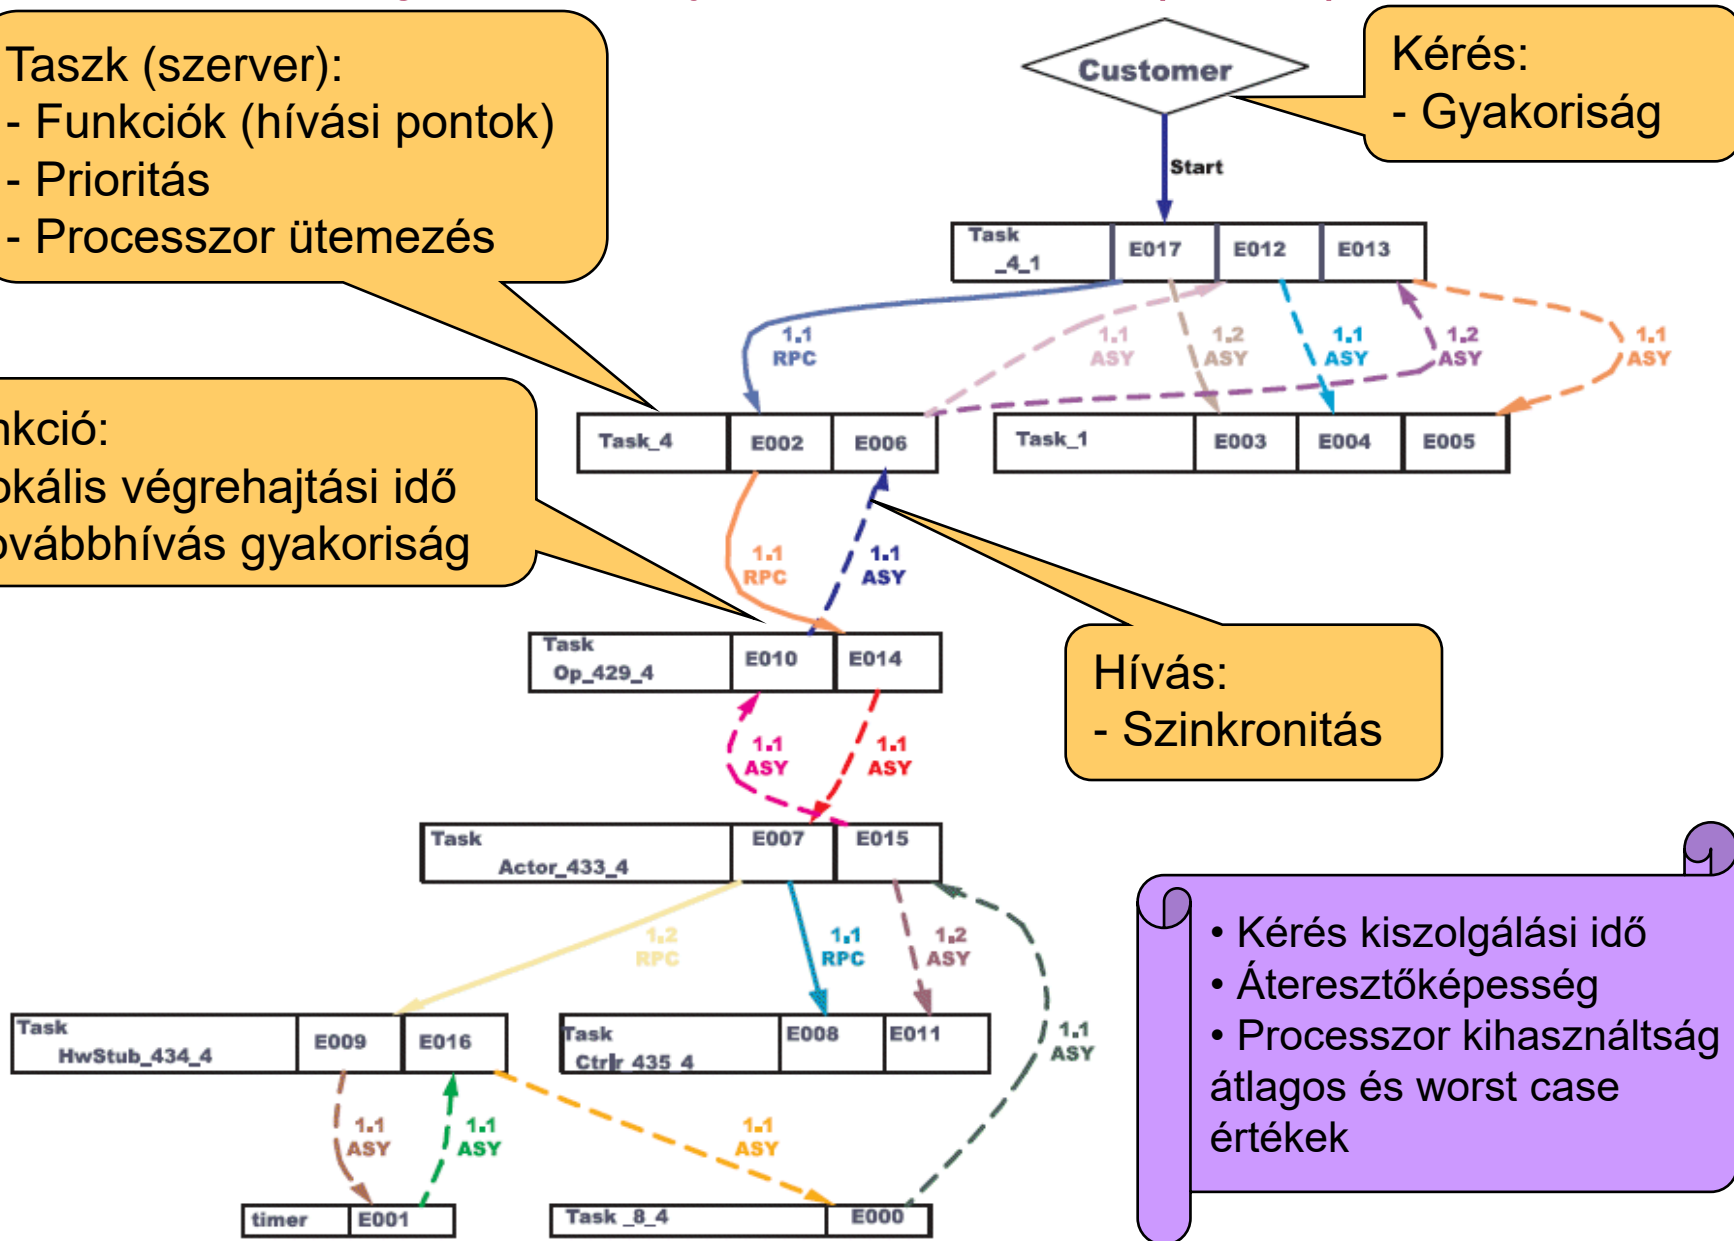 Taszk (szerver):
- Funkciók (hívási pontok)
- Prioritás
- Processzor ütemezés
Customer
Kérés:
- Gyakoriság
Start
Task
_4_1
E017
E012
E013
1.1
RPC
1.1
ASY
1.2
ASY
1.1
ASY
1.2
ASY
1.1
ASY
nkció:
okális végrehajtási idő
ovábbhívás gyakoriság
Task_4
E002
E006
Task_1
E003
E004
E005
1.1
RPC
1.1
ASY
Task
Op_429_4
E010
E014
Hívás:
- Szinkronitás
1.1
ASY
1.1
ASY
Task
Actor_433_4
E007
E015
1.2
RPC
1.1
RPC
1.2
ASY
1.1
ASY
• Kérés kiszolgálási idő
• Áteresztőképesség
• Processzor kihasználtság
átlagos és worst case
értékek
Task
HwStub_434_4
E009
E016
Task
Ctrlr_435_4
E008
E011
1.1
ASY
1.1
ASY
1.1
ASY
timer
E001
Task _8_4
E000